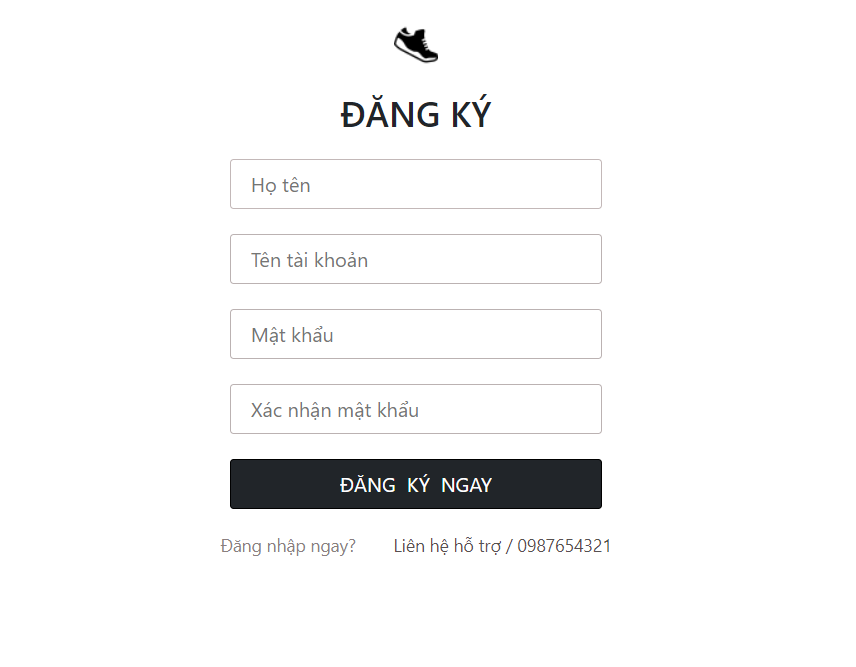 ĐĂNG KÝ
Họ tên
Tên tài khoản
Mật khẩu
Xác nhận mật khẩu
ĐĂNG KÝ NGAY
Đăng nhập ngay? Liên hệ hỗ trợ / 0987654321